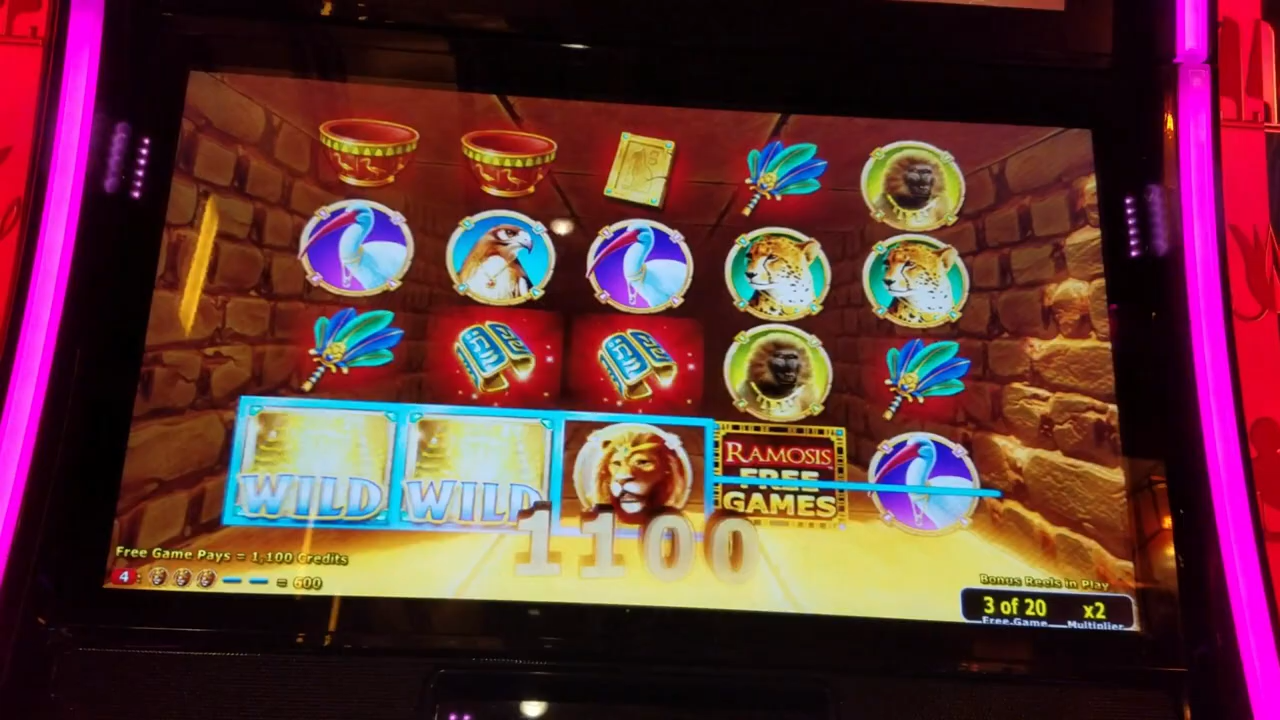 WILD
WILD
RAMOSIS
FREE
GAMES
1100
Free Game Pays = 1,100 Credits
4: = 600
Bonus Reels in Play
3 of 20 x2
Free Game Multiplier